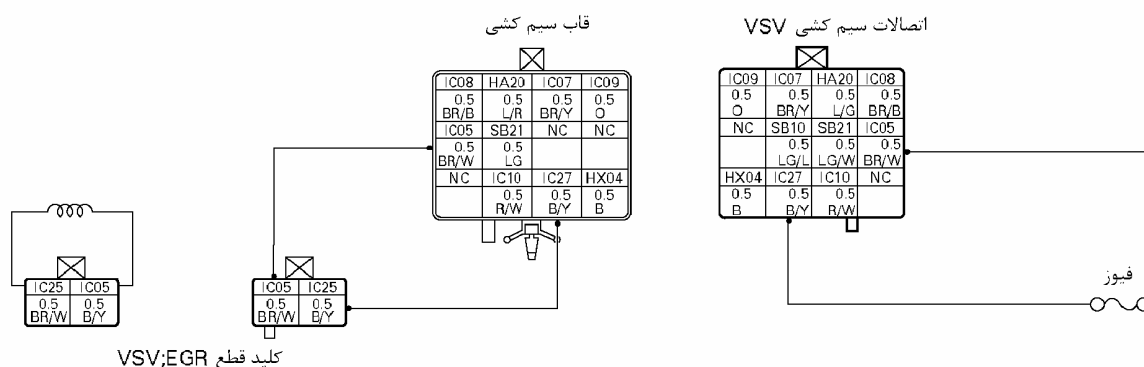 قاب سیم کشی
اتصالات سیم کشی VSV
IC08 HA20 IC07 IC09
0.5 0.5 0.5 0.5
BR/B L/R BR/Y O
IC05 SB21 NC NC
0.5 0.5
BR/W LG
NC IC10 IC27 HX04
0.5 0.5 0.5
R/W B/Y B
IC09 IC07 HA20 IC08
0.5 0.5 0.5 0.5
O BR/Y L/G BR/B
NC SB10 SB21 IC05
0.5 0.5 0.5
LG/L LG/W BR/W
HX04 IC27 IC10 NC
0.5 0.5 0.5
B B/Y R/W
فیوز
IC25 IC05
0.5 0.5
BR/W B/Y
IC05 IC25
0.5 0.5
BR/W B/Y
کلید قطع VSV;EGR